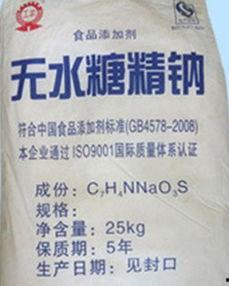 食品添加剂
无水糖精钠
符合中国食品添加剂标准(GB4578-2008)
本企业通过ISO9001国际质量体系认证
成份：C₇H₄NNaO₃S
规格：
净含量：25kg
保质期：5年
生产日期：见封口